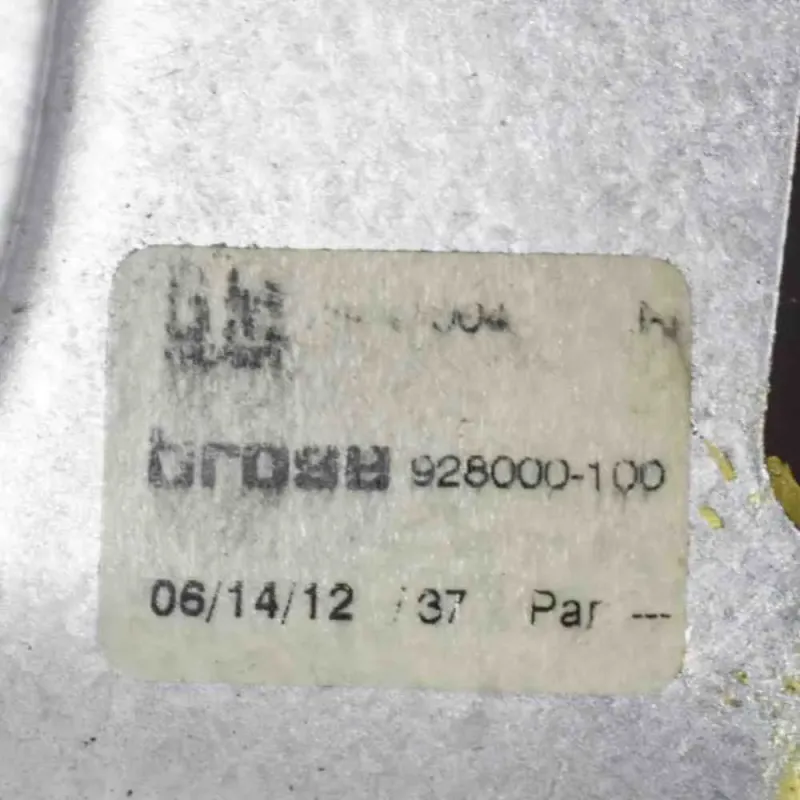 brose 928000-100
06/14/12 /37 Par ---